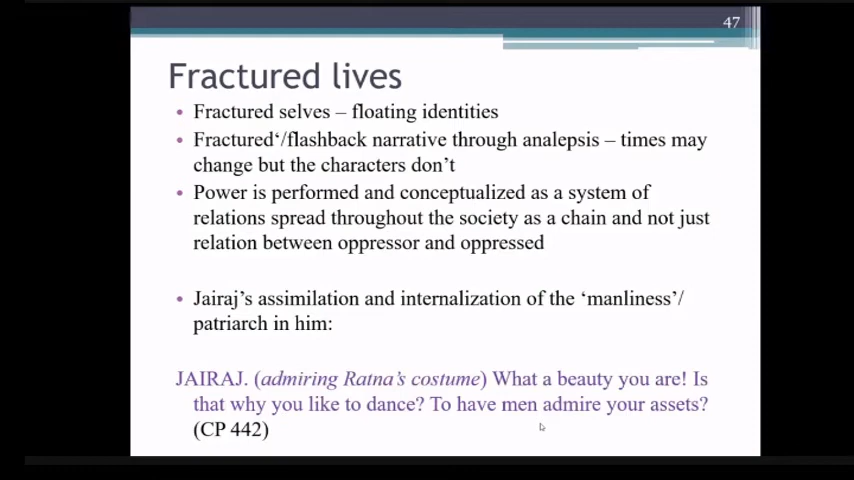 47
Fractured lives
• Fractured selves – floating identities
• Fractured‘/flashback narrative through analepsis – times may
change but the characters don’t
• Power is performed and conceptualized as a system of
relations spread throughout the society as a chain and not just
relation between oppressor and oppressed
• Jairaj’s assimilation and internalization of the ‘manliness’/
patriarch in him:
JAIRAJ. (admiring Ratna’s costume) What a beauty you are! Is
that why you like to dance? To have men admire your assets?
(CP 442)